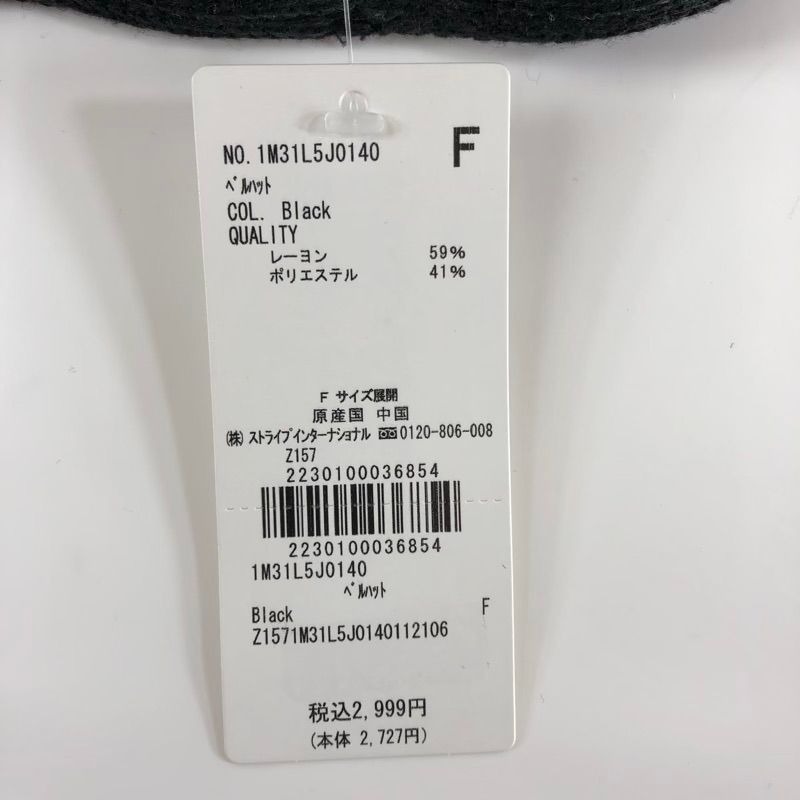 NO. 1M31L5J0140 F
ﾍﾞﾙﾊｯﾄ
COL. Black
QUALITY
レーヨン 59%
ポリエステル 41%
F サイズ展開
原産国 中国
(株) ｽﾄﾗｲﾌﾟｲﾝﾀｰﾅｼｮﾅﾙ 0120-806-008
Z157
2230100036854
2230100036854
1M31L5J0140
ﾍﾞﾙﾊｯﾄ
Black F
Z1571M31L5J0140112106
税込2,999円
(本体 2,727円)